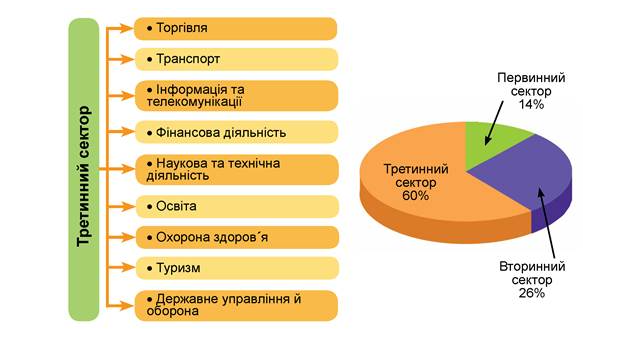 Третинний сектор
• Торгівля
• Транспорт
• Інформація та
телекомунікації
• Фінансова діяльність
• Наукова та технічна
діяльність
• Освіта
• Охорона здоров´я
• Туризм
• Державне управління й
оборона
Первинний
сектор
14%
Третинний
сектор
60%
Вторинний
сектор
26%